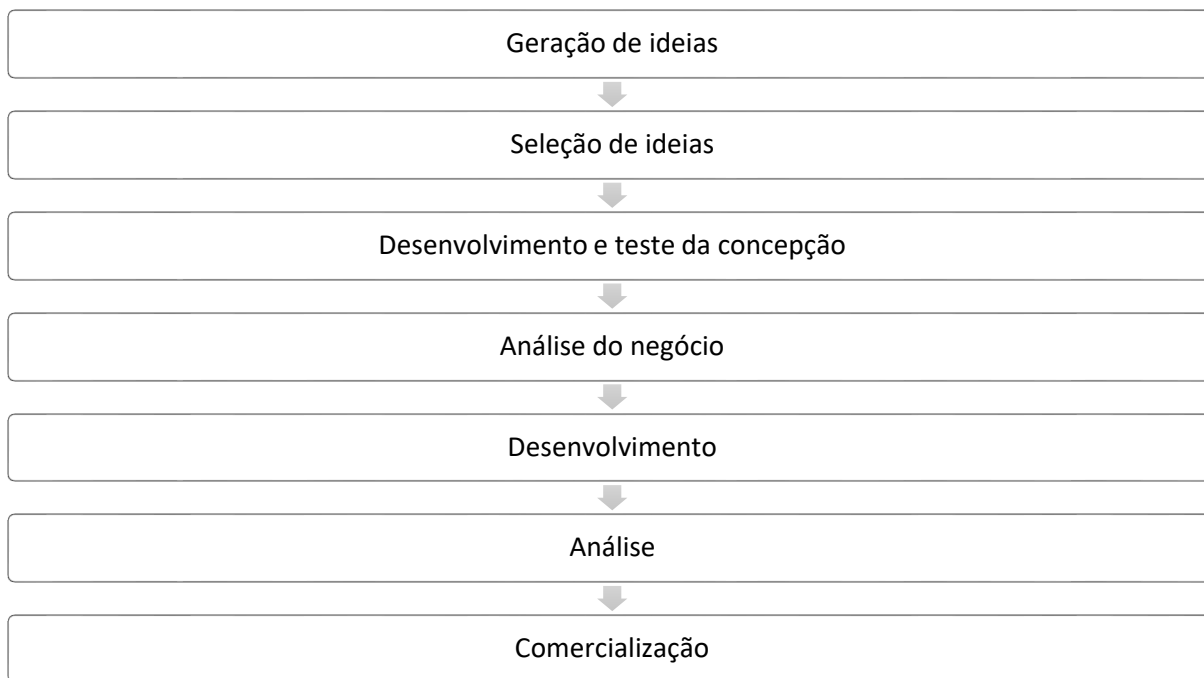 Geração de ideias
Seleção de ideias
Desenvolvimento e teste da concepção
Análise do negócio
Desenvolvimento
Análise
Comercialização